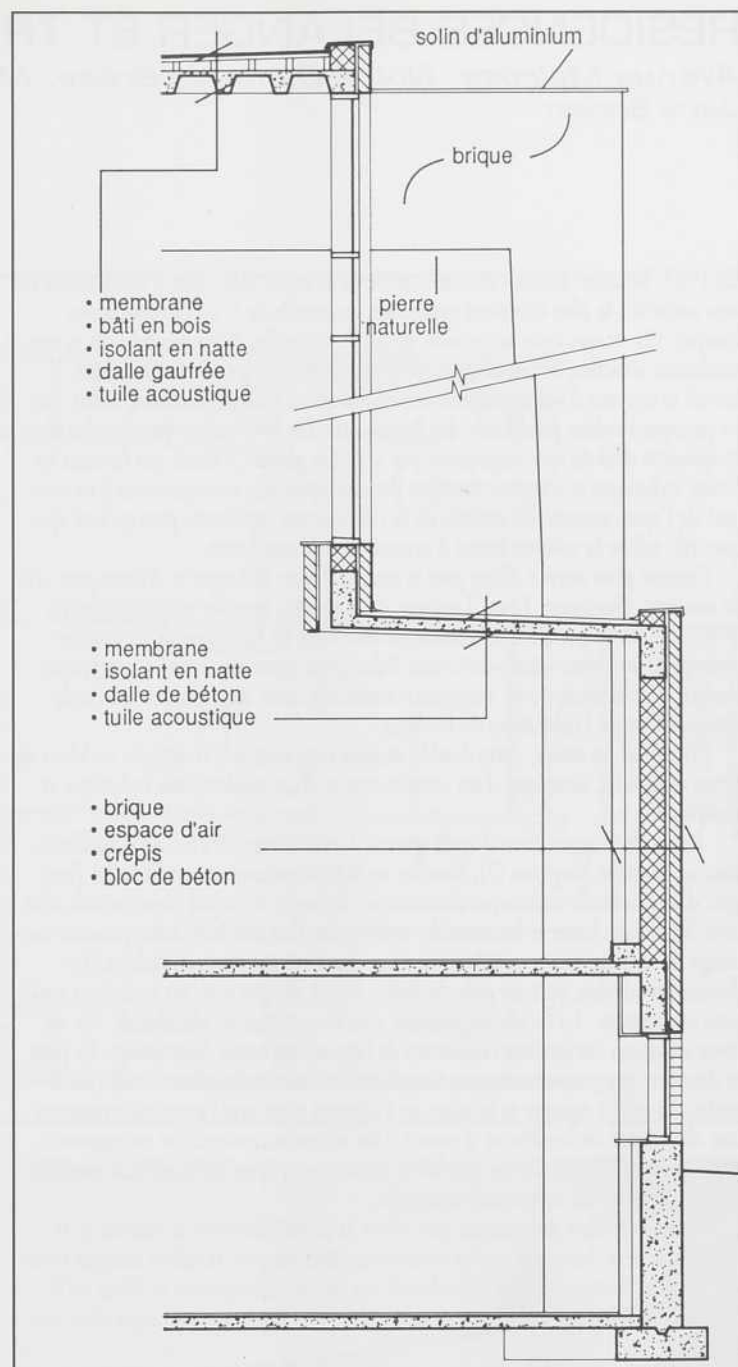 solin d'aluminium
brique
• membrane
• bâti en bois
• isolant en natte
• dalle gaufrée
• tuile acoustique
pierre
naturelle
• membrane
• isolant en natte
• dalle de béton
• tuile acoustique
• brique
• espace d'air
• crépis
• bloc de béton